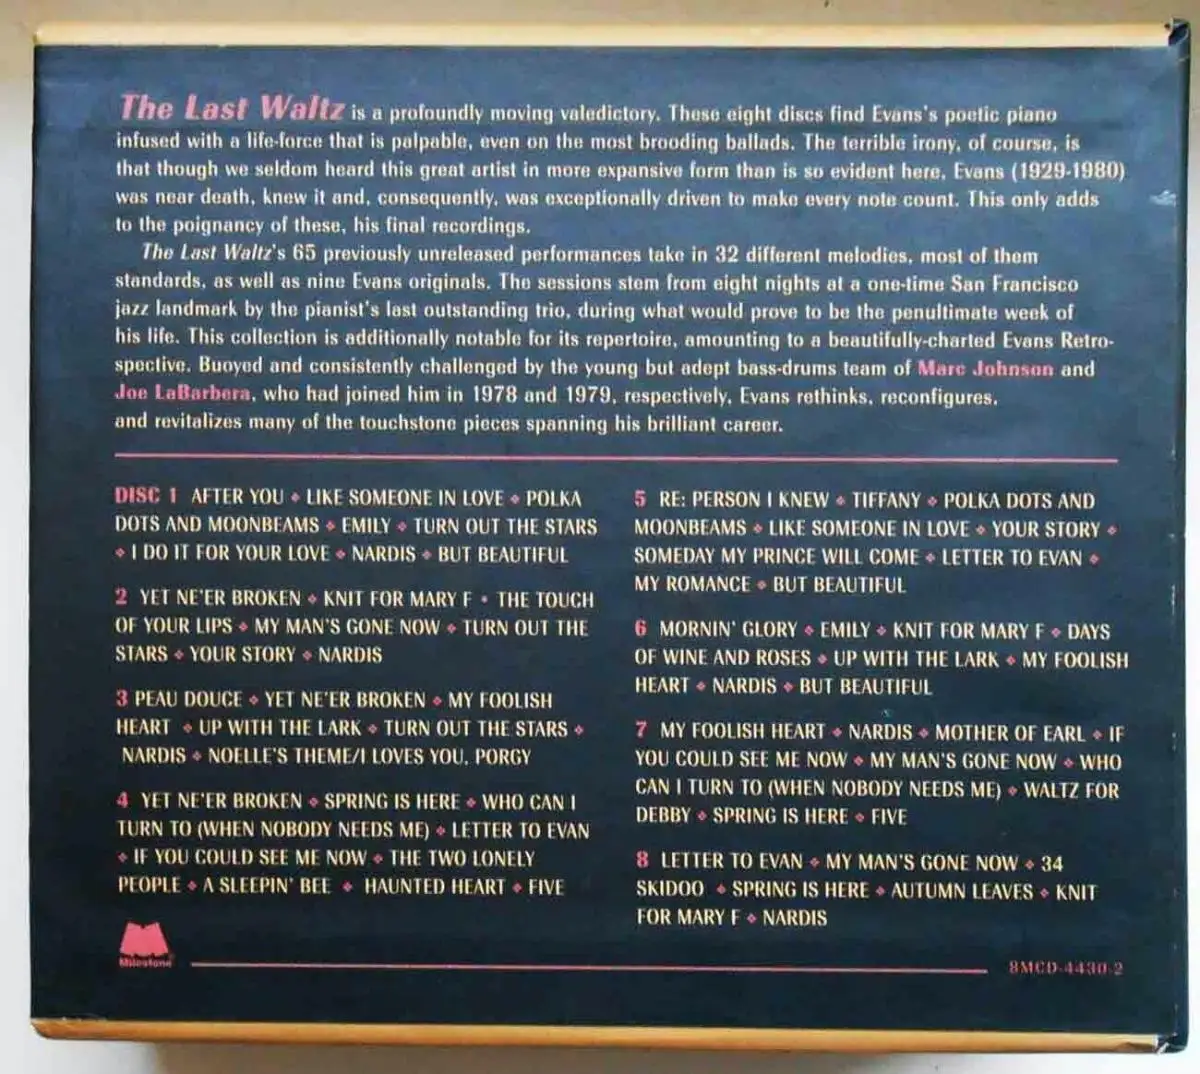 The Last Waltz is a profoundly moving valedictory. These eight discs find Evans's poetic piano
infused with a life-force that is palpable, even on the most brooding ballads. The terrible irony, of course, is
that though we seldom heard this great artist in more expansive form than is so evident here, Evans (1929-1980)
was near death, knew it and, consequently, was exceptionally driven to make every note count. This only adds
to the poignancy of these, his final recordings.
The Last Waltz's 65 previously unreleased performances take in 32 different melodies, most of them
standards, as well as nine Evans originals. The sessions stem from eight nights at a one-time San Francisco
jazz landmark by the pianist's last outstanding trio, during what would prove to be the penultimate week of
his life. This collection is additionally notable for its repertoire, amounting to a beautifully-charted Evans Retro-
spective. Buoyed and consistently challenged by the young but adept bass-drums team of Marc Johnson and
Joe LaBarbera, who had joined him in 1978 and 1979, respectively, Evans rethinks, reconfigures,
and revitalizes many of the touchstone pieces spanning his brilliant career.
DISC 1 AFTER YOU ❖ LIKE SOMEONE IN LOVE ❖ POLKA
DOTS AND MOONBEAMS ❖ EMILY ❖ TURN OUT THE STARS
❖ I DO IT FOR YOUR LOVE ❖ NARDIS ❖ BUT BEAUTIFUL
2 YET NE'ER BROKEN ❖ KNIT FOR MARY F • THE TOUCH
OF YOUR LIPS ❖ MY MAN'S GONE NOW ❖ TURN OUT THE
STARS ❖ YOUR STORY ❖ NARDIS
3 PEAU DOUCE ❖ YET NE'ER BROKEN ❖ MY FOOLISH
HEART ❖ UP WITH THE LARK ❖ TURN OUT THE STARS ❖
NARDIS ❖ NOELLE'S THEME/I LOVES YOU, PORGY
4 YET NE'ER BROKEN ❖ SPRING IS HERE ❖ WHO CAN I
TURN TO (WHEN NOBODY NEEDS ME) ❖ LETTER TO EVAN
❖ IF YOU COULD SEE ME NOW ❖ THE TWO LONELY
PEOPLE ❖ A SLEEPIN' BEE ❖ HAUNTED HEART ❖ FIVE
5 RE: PERSON I KNEW ❖ TIFFANY ❖ POLKA DOTS AND
MOONBEAMS ❖ LIKE SOMEONE IN LOVE ❖ YOUR STORY ❖
SOMEDAY MY PRINCE WILL COME ❖ LETTER TO EVAN ❖
MY ROMANCE ❖ BUT BEAUTIFUL
6 MORNIN' GLORY ❖ EMILY ❖ KNIT FOR MARY F ❖ DAYS
OF WINE AND ROSES ❖ UP WITH THE LARK ❖ MY FOOLISH
HEART ❖ NARDIS ❖ BUT BEAUTIFUL
7 MY FOOLISH HEART ❖ NARDIS ❖ MOTHER OF EARL ❖ IF
YOU COULD SEE ME NOW ❖ MY MAN'S GONE NOW ❖ WHO
CAN I TURN TO (WHEN NOBODY NEEDS ME) ❖ WALTZ FOR
DEBBY ❖ SPRING IS HERE ❖ FIVE
8 LETTER TO EVAN ❖ MY MAN'S GONE NOW ❖ 34
SKIDOO ❖ SPRING IS HERE ❖ AUTUMN LEAVES ❖ KNIT
FOR MARY F ❖ NARDIS
Milestone
8MCD-4430-2